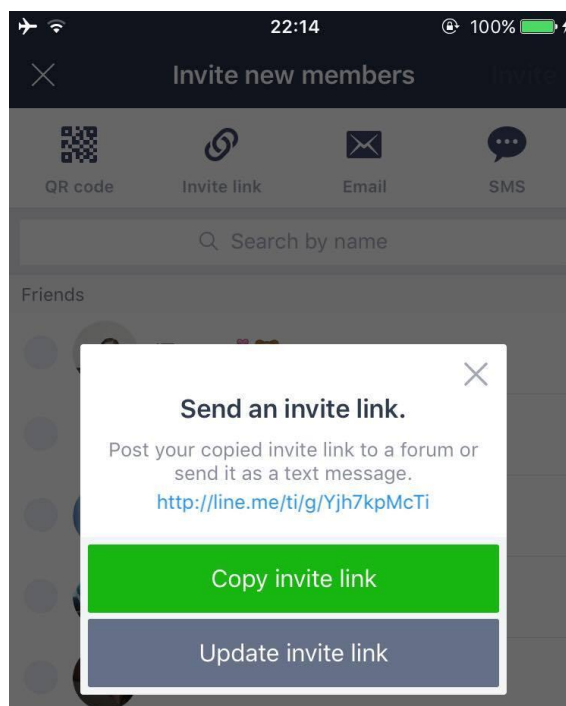 22:14
100%
Invite new members
QR code
Invite link
Email
SMS
Search by name
Friends
Send an invite link.
Post your copied invite link to a forum or
send it as a text message.
http://line.me/ti/g/Yjh7kpMcTi
Copy invite link
Update invite link